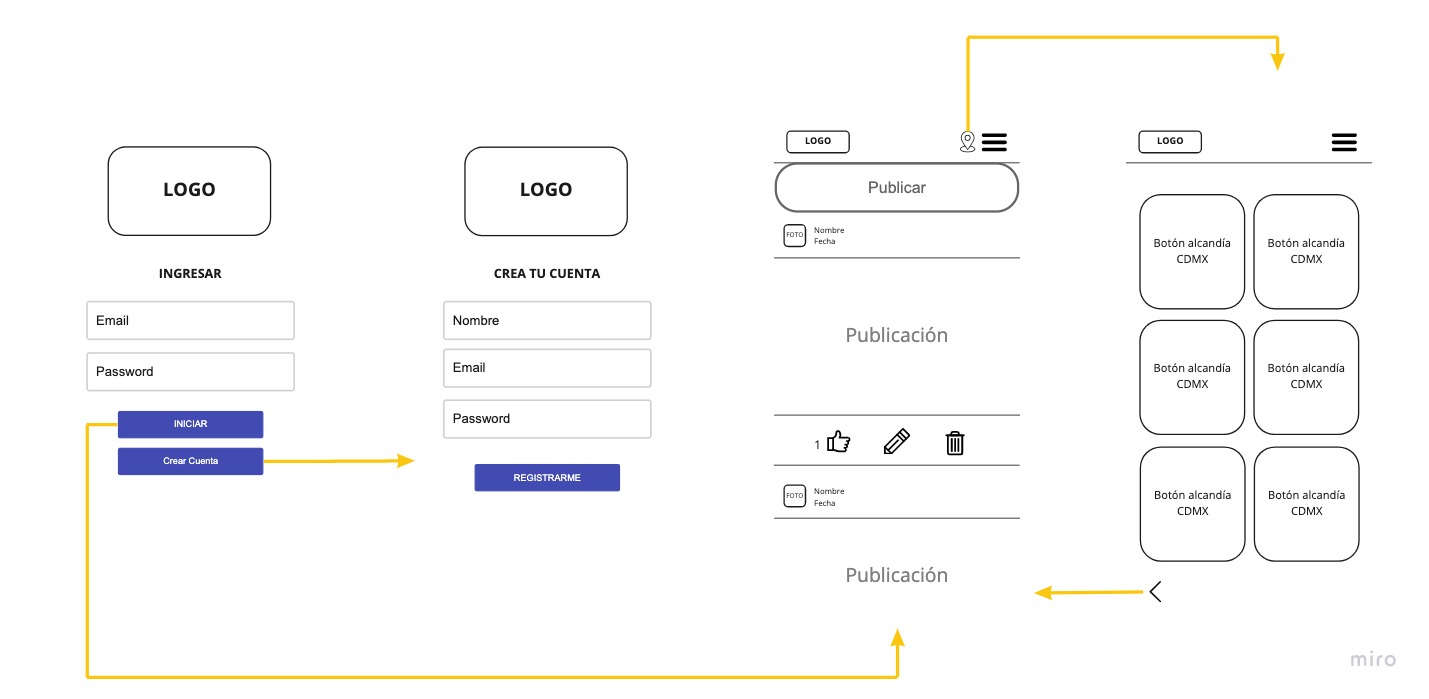 LOGO
INGRESAR
Email
Password
INICIAR
Crear Cuenta
LOGO
CREA TU CUENTA
Nombre
Email
Password
REGISTRARME
LOGO
Publicar
FOTO
Nombre
Fecha
Publicación
1
FOTO
Nombre
Fecha
Publicación
LOGO
Botón alcandía
CDMX
Botón alcandía
CDMX
Botón alcandía
CDMX
Botón alcandía
CDMX
Botón alcandía
CDMX
Botón alcandía
CDMX
miro